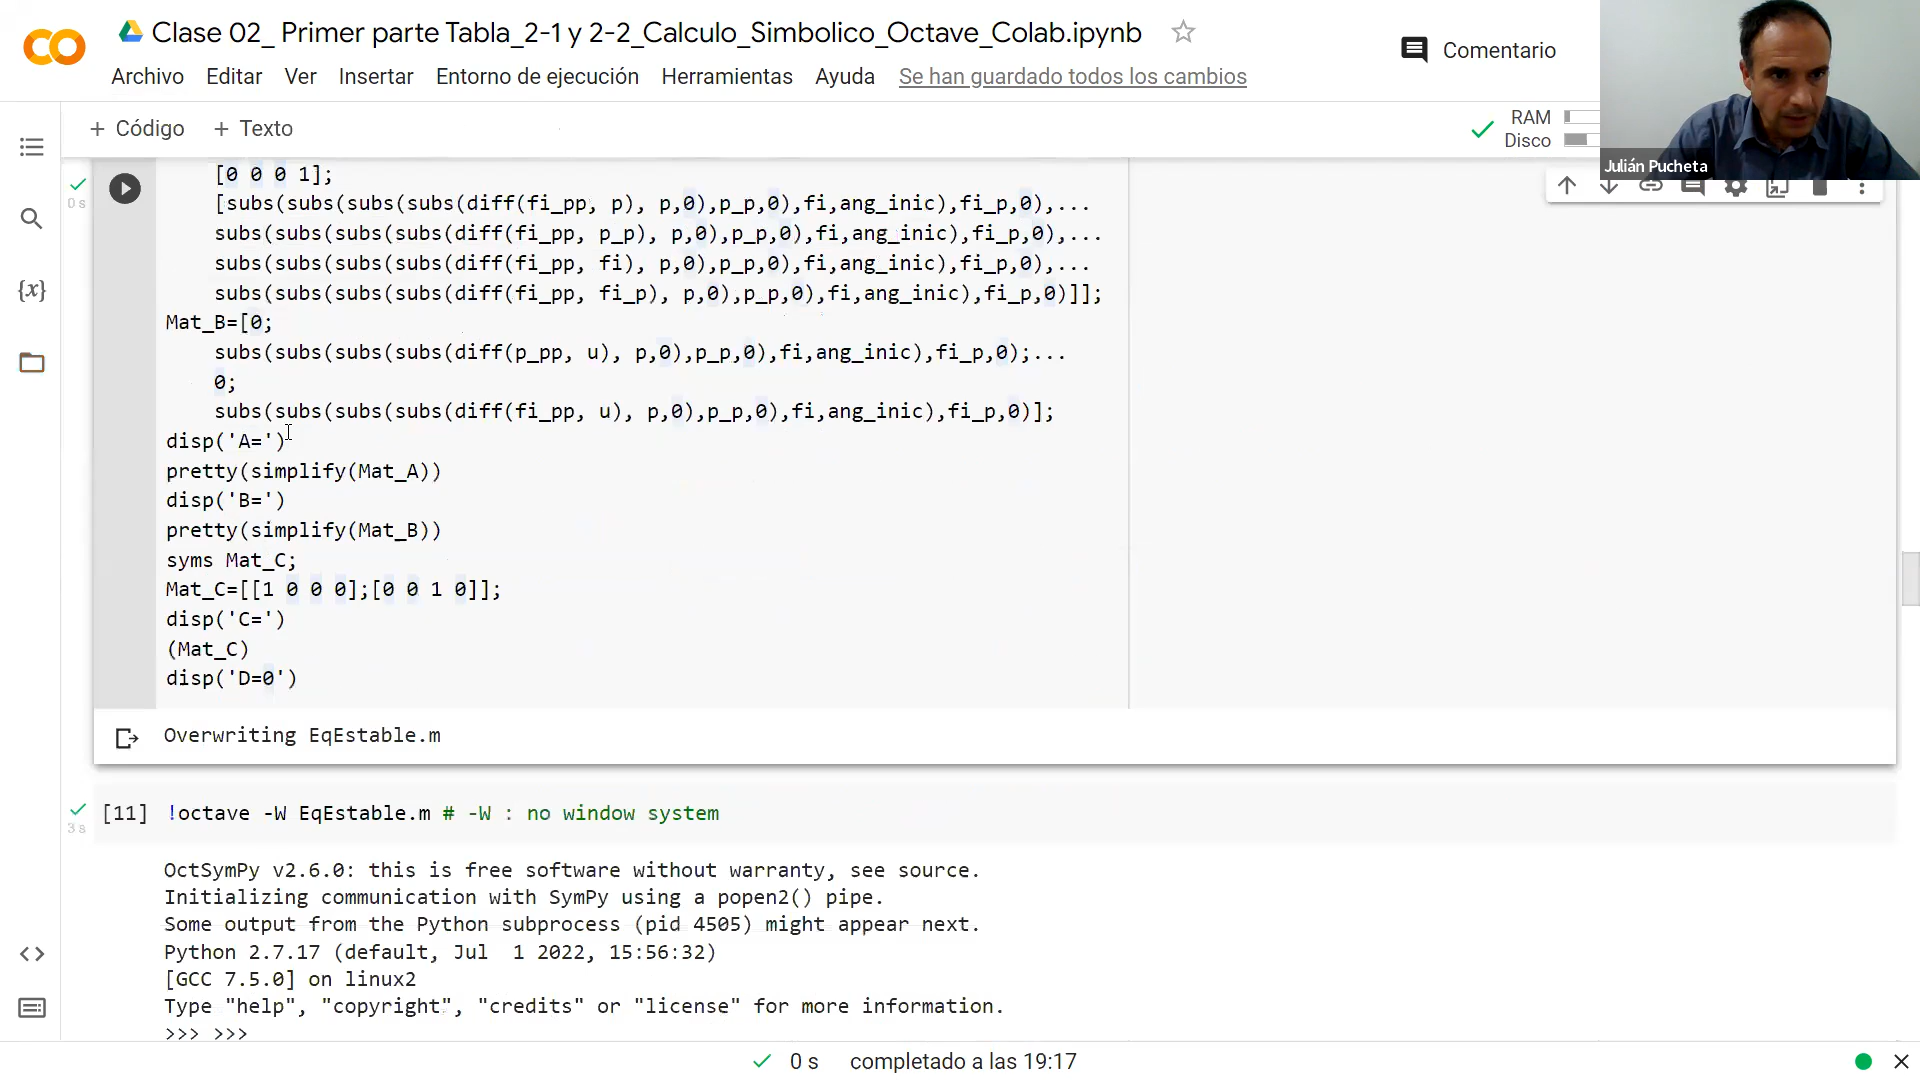 Clase 02_ Primer parte Tabla_2-1 y 2-2_Calculo_Simbolico_Octave_Colab.ipynb
Archivo Editar Ver Insertar Entorno de ejecución Herramientas Ayuda Se han guardado todos los cambios
Comentario
+ Código + Texto
RAM
Disco
Julián Pucheta
0 s
[0 0 0 1];
[subs(subs(subs(subs(diff(fi_pp, p), p,0),p_p,0),fi,ang_inic),fi_p,0),...
subs(subs(subs(subs(diff(fi_pp, p_p), p,0),p_p,0),fi,ang_inic),fi_p,0),...
subs(subs(subs(subs(diff(fi_pp, fi), p,0),p_p,0),fi,ang_inic),fi_p,0),...
subs(subs(subs(subs(diff(fi_pp, fi_p), p,0),p_p,0),fi,ang_inic),fi_p,0)]];
Mat_B=[0;
subs(subs(subs(subs(diff(p_pp, u), p,0),p_p,0),fi,ang_inic),fi_p,0);...
0;
subs(subs(subs(subs(diff(fi_pp, u), p,0),p_p,0),fi,ang_inic),fi_p,0)];
disp('A=')
pretty(simplify(Mat_A))
disp('B=')
pretty(simplify(Mat_B))
syms Mat_C;
Mat_C=[[1 0 0 0];[0 0 1 0]];
disp('C=')
(Mat_C)
disp('D=0')
Overwriting EqEstable.m
3 s
[11] !octave -W EqEstable.m # -W : no window system
OctSymPy v2.6.0: this is free software without warranty, see source.
Initializing communication with SymPy using a popen2() pipe.
Some output from the Python subprocess (pid 4505) might appear next.
Python 2.7.17 (default, Jul  1 2022, 15:56:32)
[GCC 7.5.0] on linux2
Type "help", "copyright", "credits" or "license" for more information.
>>> >>>
0 s completado a las 19:17